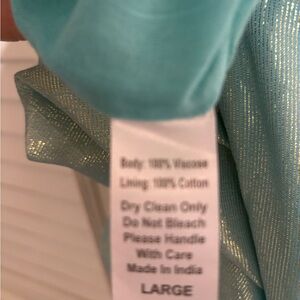 Body: 100% Viscose
Lining: 100% Cotton
Dry Clean Only
Do Not Bleach
Please Handle
With Care
Made In India
LARGE